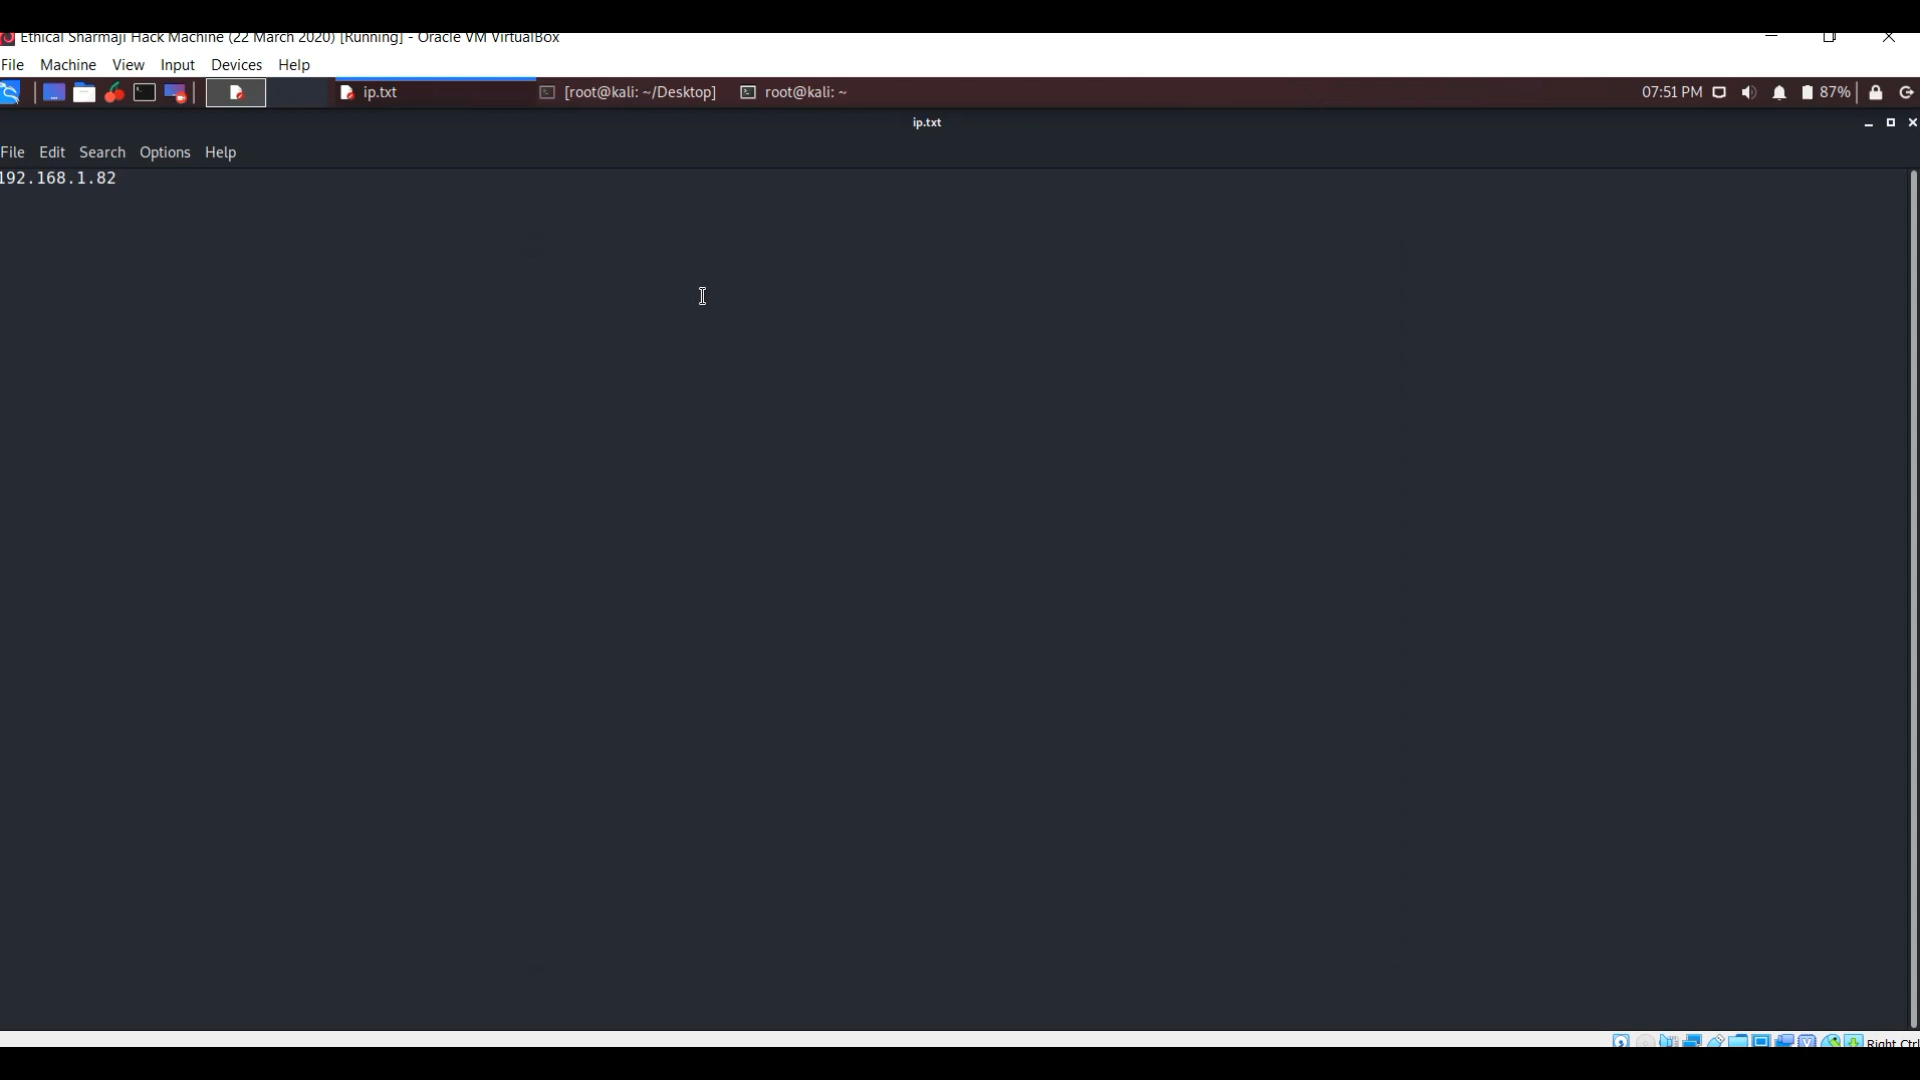 Ethical Sharmaji Hack Machine (22 March 2020) [Running] - Oracle VM VirtualBox
File Machine View Input Devices Help
ip.txt [root@kali: ~/Desktop] root@kali: ~ 07:51 PM 87%
ip.txt
File Edit Search Options Help
192.168.1.82
Right Ctrl